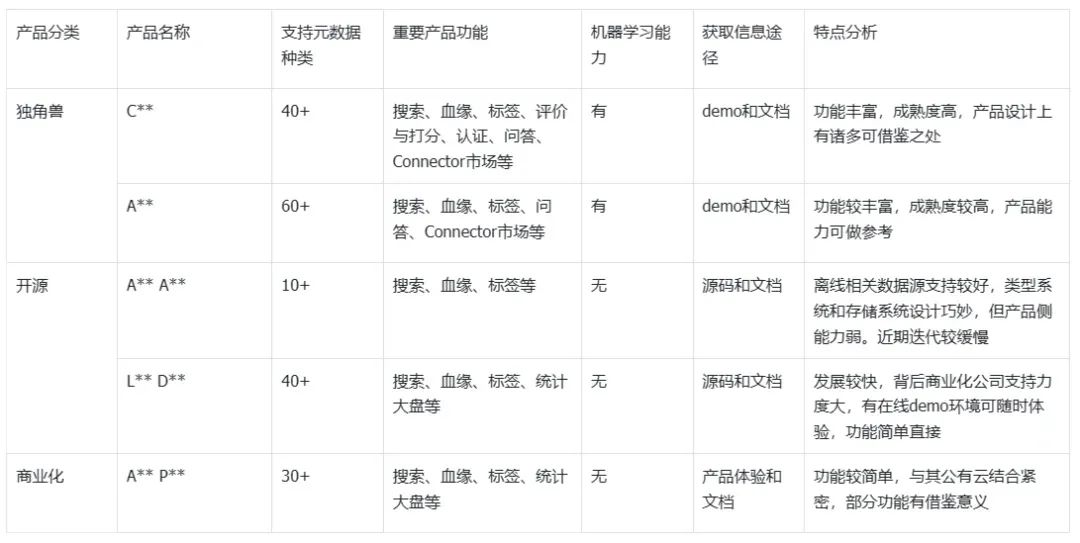 产品分类
产品名称
支持元数据
种类
重要产品功能
机器学习能
力
获取信息途
径
特点分析
独角兽
C**
40+
搜索、血缘、标签、评价
与打分、认证、问答、
Connector市场等
有
demo和文档
功能丰富，成熟度高，产品设计上
有诸多可借鉴之处
A**
60+
搜索、血缘、标签、问
答、Connector市场等
有
demo和文档
功能较丰富，成熟度较高，产品能
力可做参考
开源
A** A**
10+
搜索、血缘、标签等
无
源码和文档
离线相关数据源支持较好，类型系
统和存储系统设计巧妙，但产品侧
能力弱。近期迭代较缓慢
L** D**
40+
搜索、血缘、标签、统计
大盘等
无
源码和文档
发展较快，背后商业化公司支持力
度大，有在线demo环境可随时体
验，功能简单直接
商业化
A** P**
30+
搜索、血缘、标签、统计
大盘等
无
产品体验和
文档
功能较简单，与其公有云结合紧
密，部分功能有借鉴意义